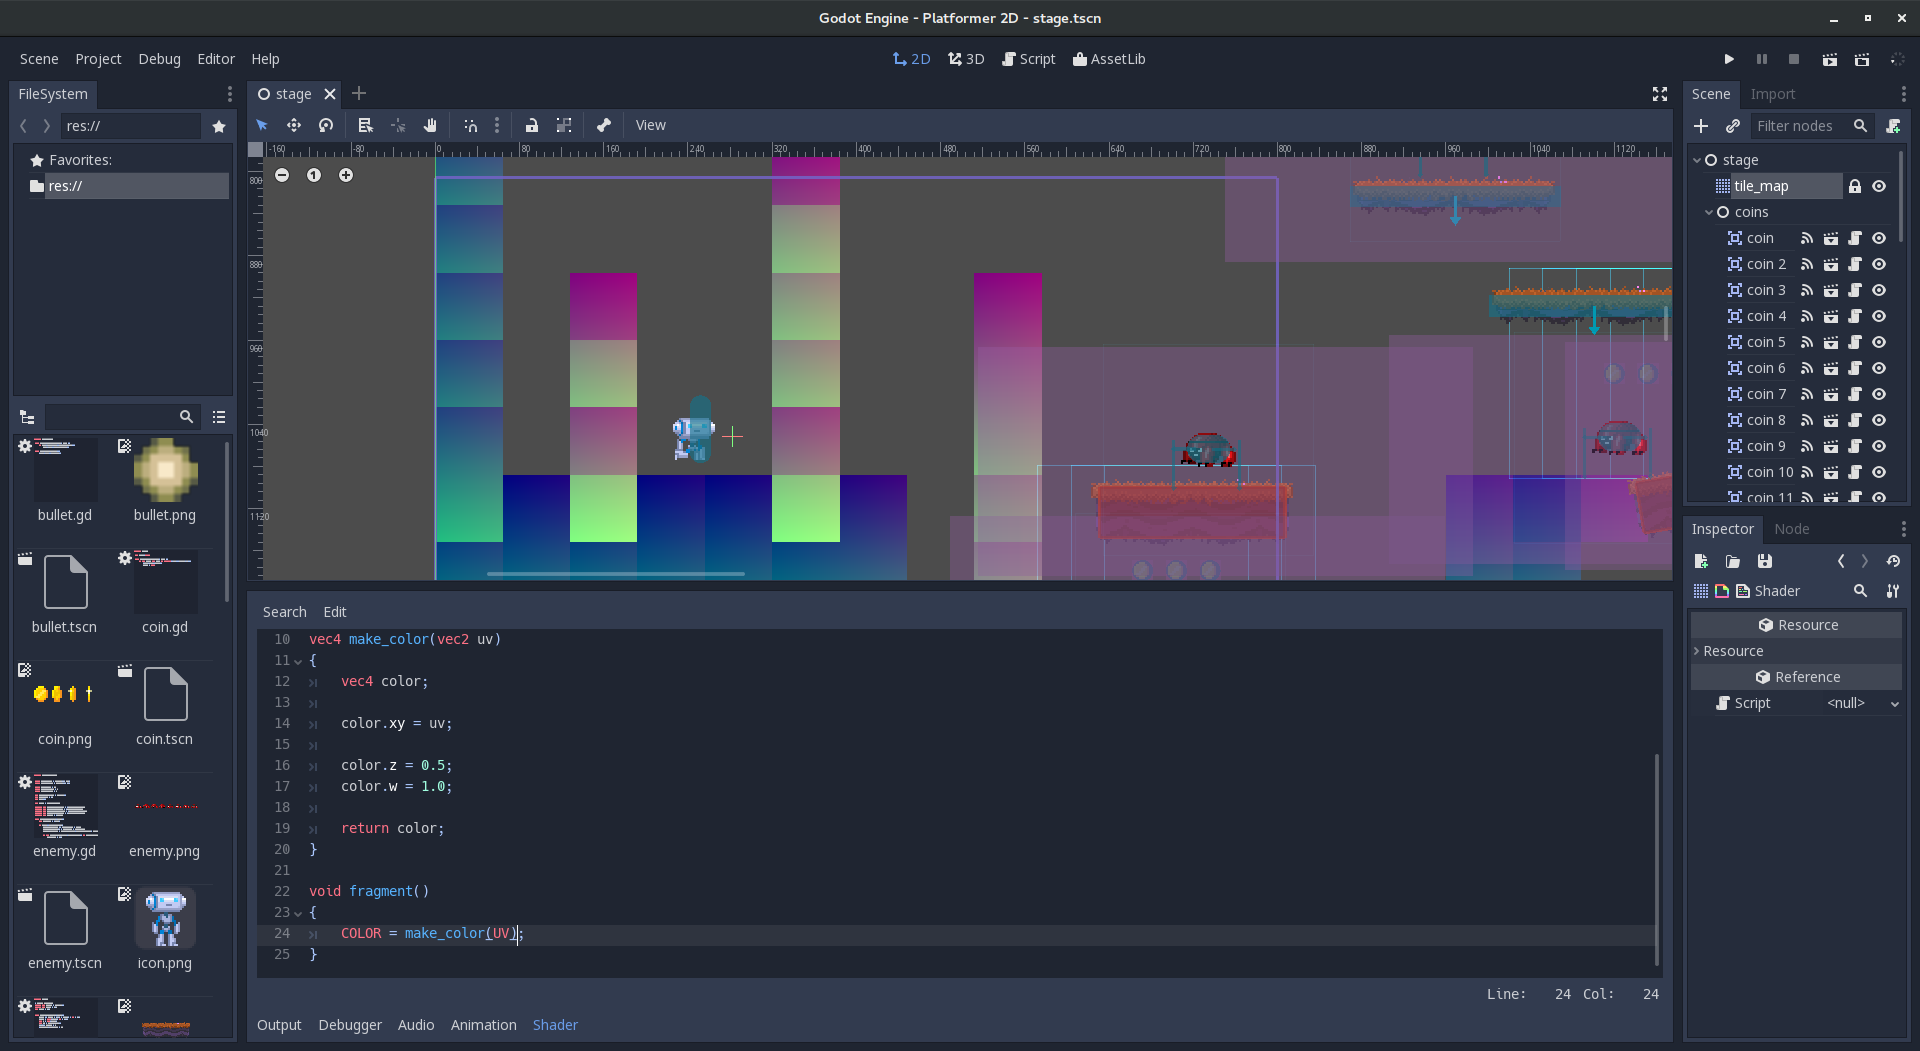 Godot Engine - Platformer 2D - stage.tscn
Scene Project Debug Editor Help
2D 3D Script AssetLib
FileSystem
res://
Favorites:
res://
bullet.gd bullet.png
bullet.tscn coin.gd
coin.png coin.tscn
enemy.gd enemy.png
enemy.tscn icon.png
stage
View
-160 -80 0 80 160 240 320 400 480 560 640 720 800 880 960 1040 1120
800
880
960
1040
1120
1
Search Edit
10 vec4 make_color(vec2 uv)
11 {
12 vec4 color;
13
14 color.xy = uv;
15
16 color.z = 0.5;
17 color.w = 1.0;
18
19 return color;
20 }
21
22 void fragment()
23 {
24 COLOR = make_color(UV);
25 }
Line: 24 Col: 24
Output Debugger Audio Animation Shader
Scene Import
Filter nodes
stage
tile_map
coins
coin
coin 2
coin 3
coin 4
coin 5
coin 6
coin 7
coin 8
coin 9
coin 10
coin 11
Inspector Node
Shader
Resource
Resource
Reference
Script <null>